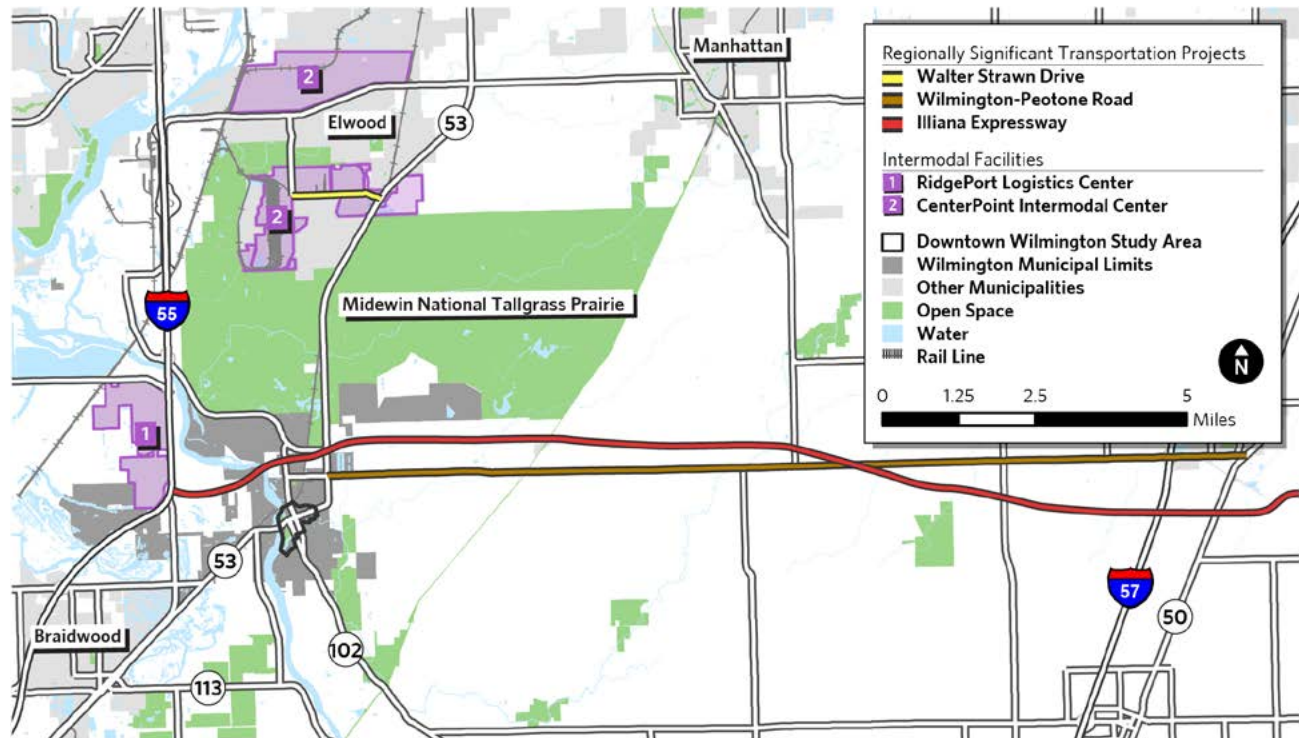 Manhattan
2
Elwood
53
2
Midewin National Tallgrass Prairie
55
1
53
Braidwood
102
113
57
50
Regionally Significant Transportation Projects
Walter Strawn Drive
Wilmington-Peotone Road
Illiana Expressway
Intermodal Facilities
1 RidgePort Logistics Center
2 CenterPoint Intermodal Center
Downtown Wilmington Study Area
Wilmington Municipal Limits
Other Municipalities
Open Space
Water
Rail Line
N
0 1.25 2.5 5
Miles